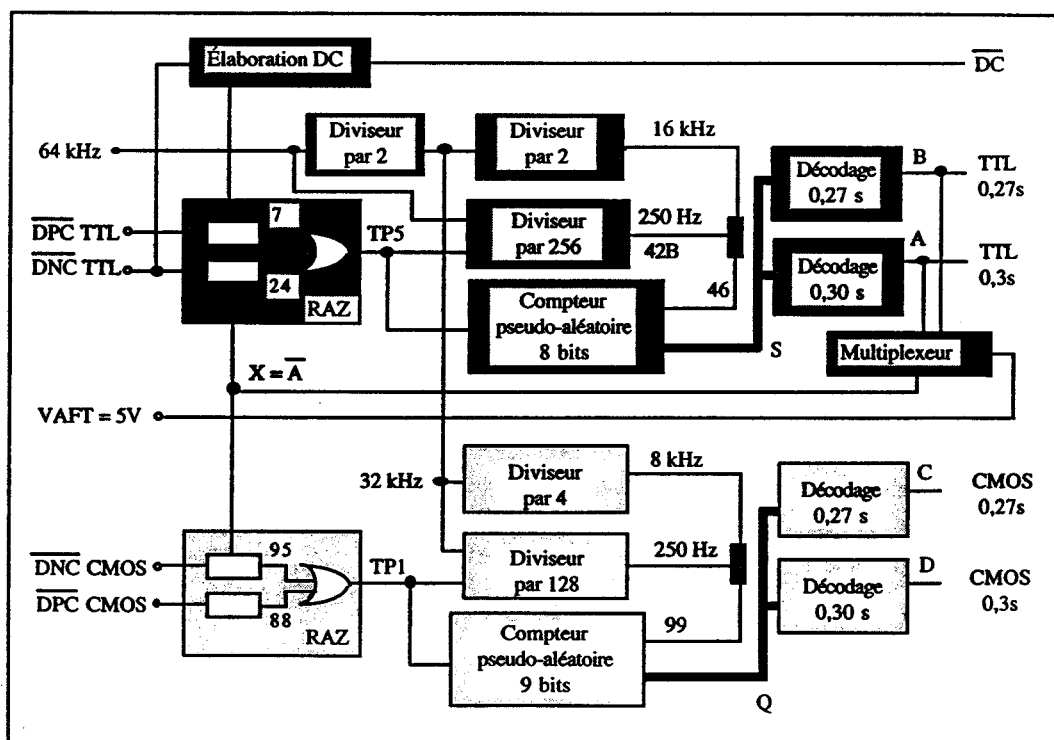 Élaboration DC
DC
64 kHz
Diviseur
par 2
Diviseur
par 2
16 kHz
DPC TTL
DNC TTL
7
24
RAZ
TP5
Diviseur
par 256
250 Hz
42B
46
Compteur
pseudo-aléatoire
8 bits
S
Décodage
0,27 s
B
TTL
0,27s
Décodage
0,30 s
A
TTL
0,3s
Multiplexeur
X = A
VAFT = 5V
32 kHz
Diviseur
par 4
8 kHz
DNC CMOS
DPC CMOS
95
88
RAZ
TP1
Diviseur
par 128
250 Hz
99
Compteur
pseudo-aléatoire
9 bits
Q
Décodage
0,27 s
C
CMOS
0,27s
Décodage
0,30 s
D
CMOS
0,3s